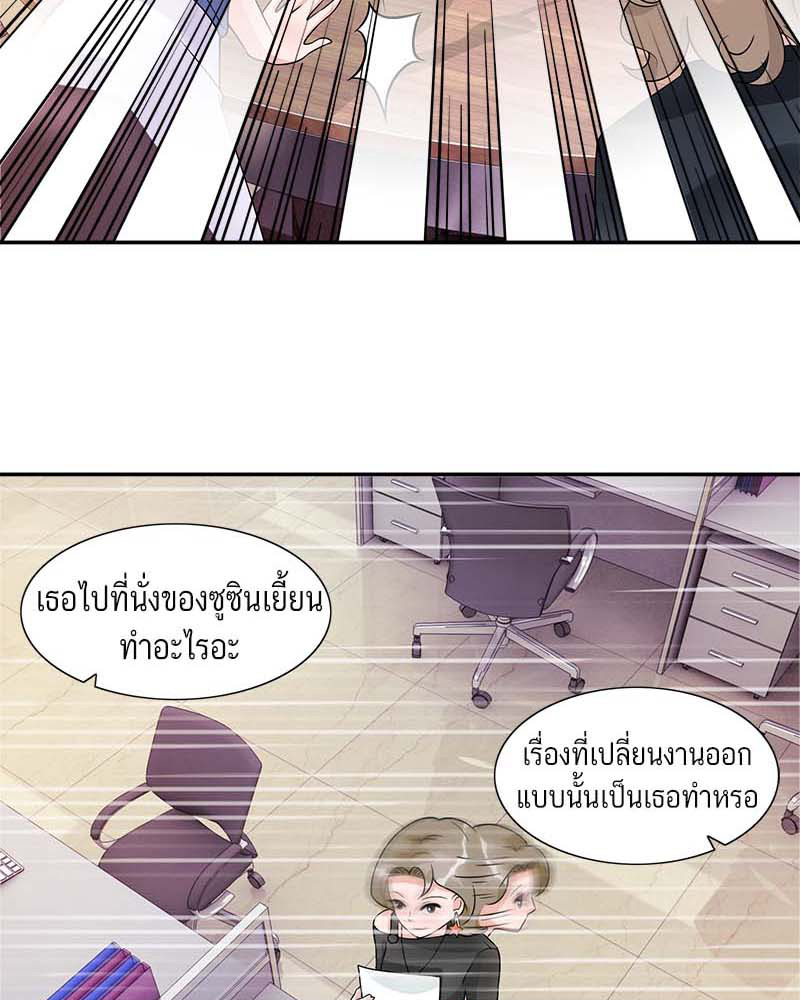 เธอไปที่นั่งของซูซินเยี้ยน
ทำอะไรอะ
เรื่องที่เปลี่ยนงานออก
แบบนั้นเป็นเธอทำหรอ